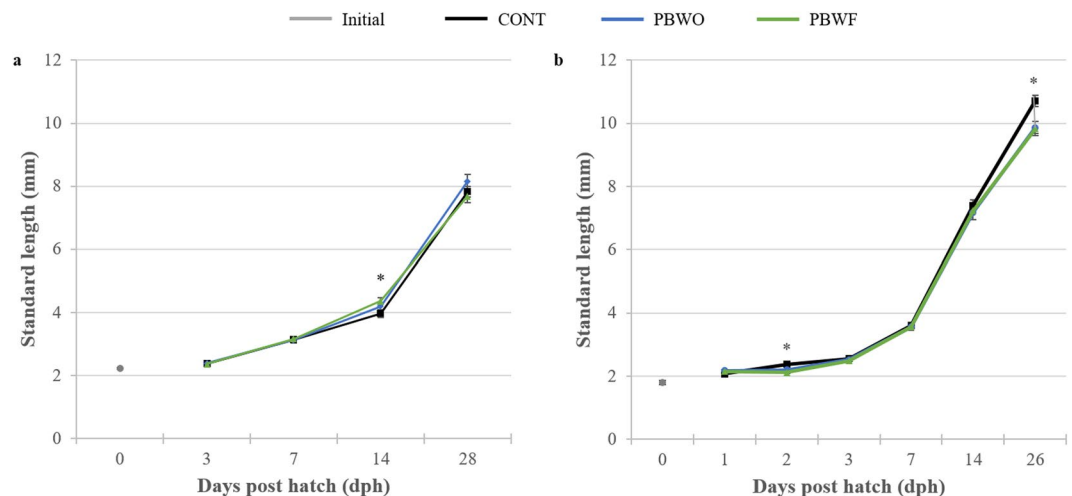 Initial CONT PBWO PBWF
a
12
10
8
6
4
2
0
Standard length (mm)
*
0 3 7 14 28
Days post hatch (dph)
b
12
10
8
6
4
2
0
Standard length (mm)
*
*
0 1 2 3 7 14 26
Days post hatch (dph)